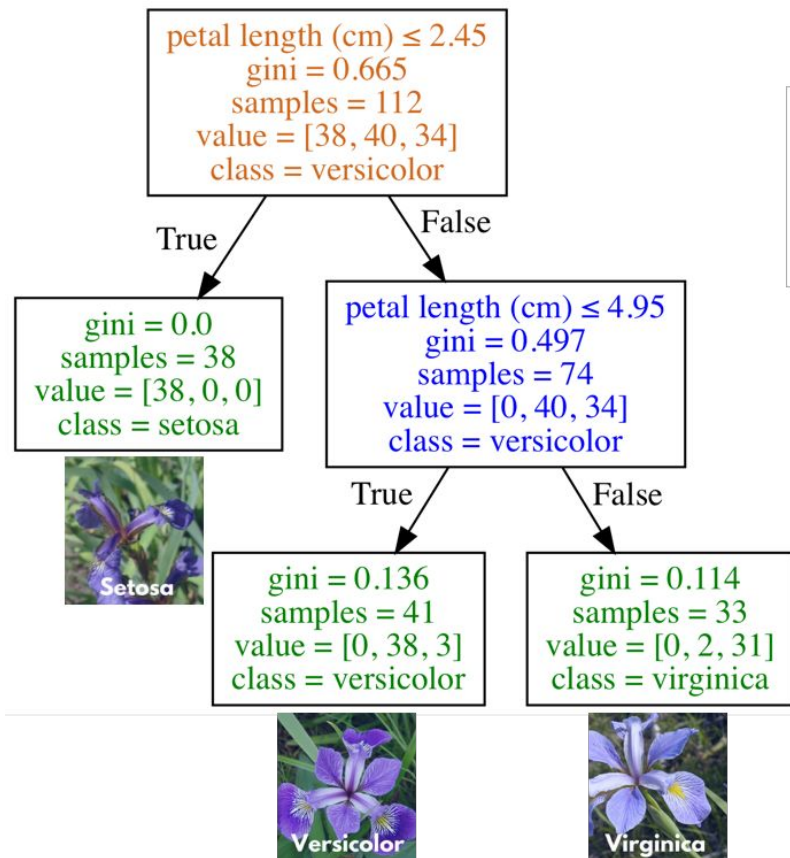 petal length (cm) ≤ 2.45
gini = 0.665
samples = 112
value = [38, 40, 34]
class = versicolor
True
False
gini = 0.0
samples = 38
value = [38, 0, 0]
class = setosa
petal length (cm) ≤ 4.95
gini = 0.497
samples = 74
value = [0, 40, 34]
class = versicolor
Setosa
True
False
gini = 0.136
samples = 41
value = [0, 38, 3]
class = versicolor
gini = 0.114
samples = 33
value = [0, 2, 31]
class = virginica
Versicolor
Virginica